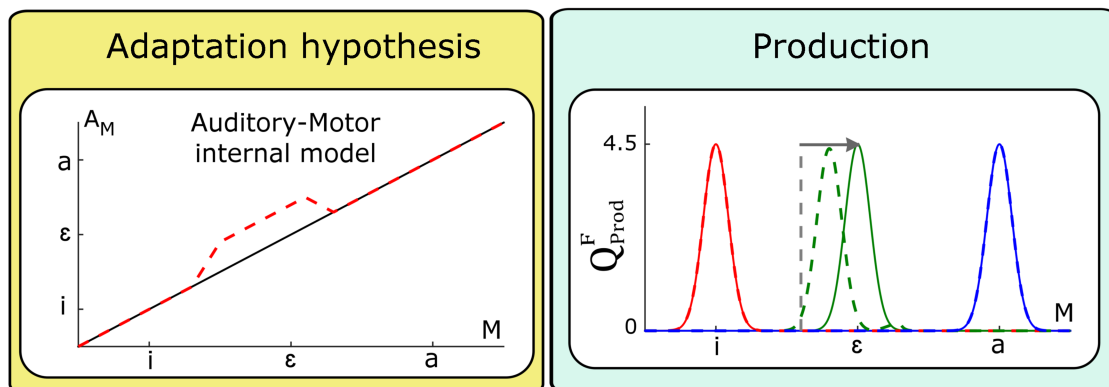 Adaptation hypothesis
A_M
Auditory-Motor
internal model
a
ε
i
M
i ε a
Production
4.5
Q^F_Prod
0
M
i ε a